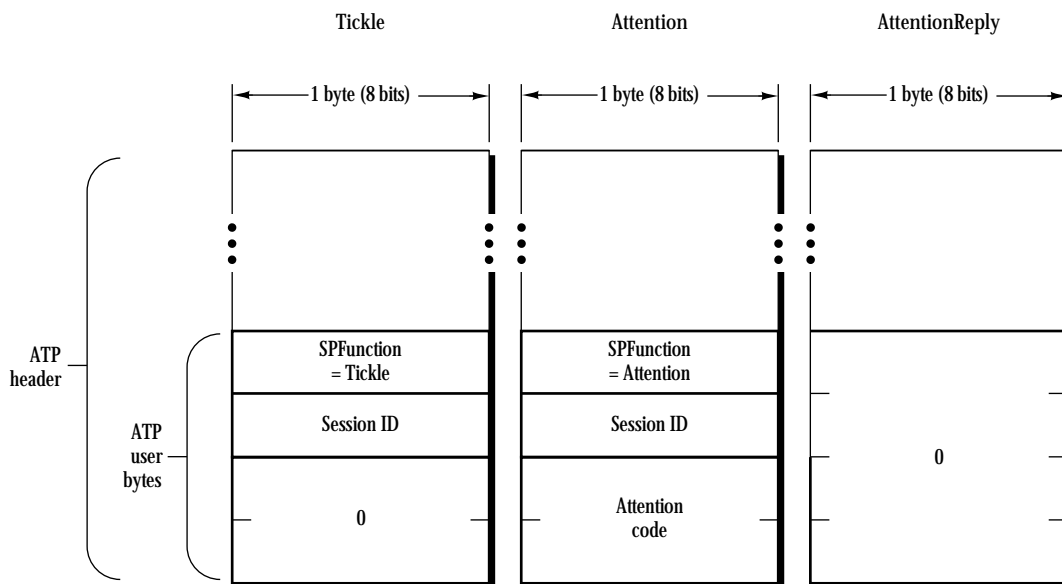 Tickle
Attention
AttentionReply
1 byte (8 bits)
1 byte (8 bits)
1 byte (8 bits)
ATP
header
ATP
user
bytes
SPFunction
= Tickle
Session ID
0
SPFunction
= Attention
Session ID
Attention
code
0